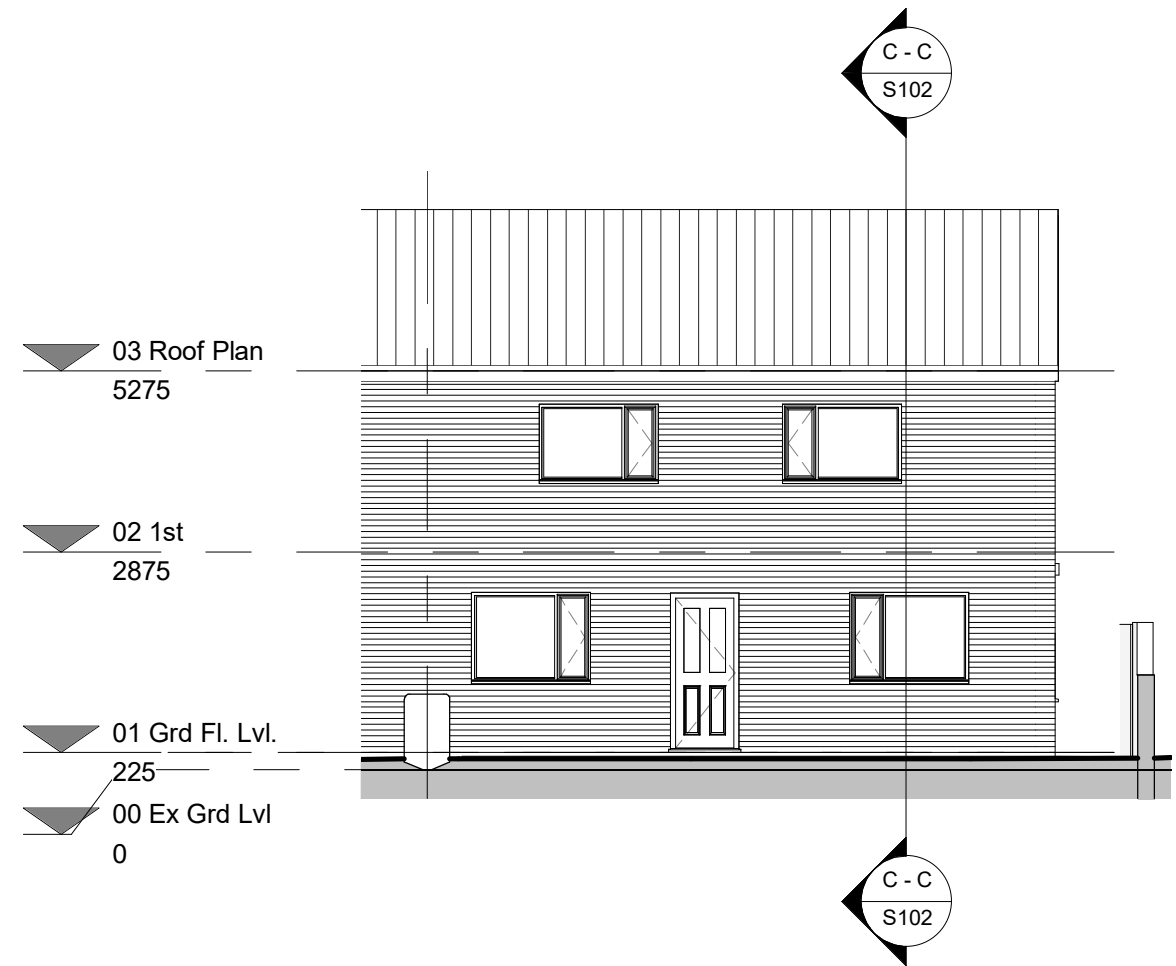 C - C
S102
03 Roof Plan
5275
02 1st
2875
01 Grd Fl. Lvl.
225
00 Ex Grd Lvl
0
C - C
S102